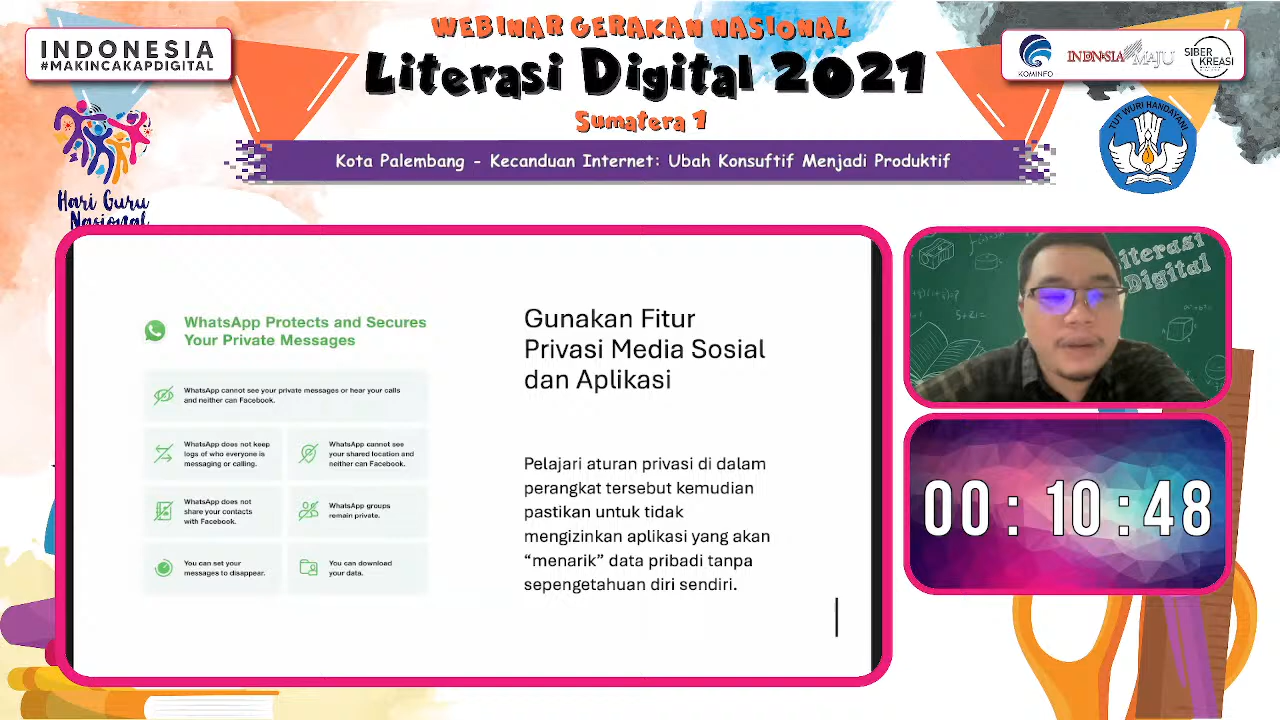 INDONESIA
#MAKINCAKAPDIGITAL
WEBINAR GERAKAN NASIONAL
Literasi Digital 2021
Sumatera 1
KOMINFO
INDONESIA MAJU
SIBER
KREASI
TUT WURI HANDAYANI
Kota Palembang - Kecanduan Internet: Ubah Konsuftif Menjadi Produktif
Hari Guru
Nasional
WhatsApp Protects and Secures
Your Private Messages
WhatsApp cannot see your private messages or hear your calls
and neither can Facebook.
WhatsApp does not keep
logs of who everyone is
messaging or calling.
WhatsApp cannot see
your shared location and
neither can Facebook.
WhatsApp does not
share your contacts
with Facebook.
WhatsApp groups
remain private.
You can set your
messages to disappear.
You can download
your data.
Gunakan Fitur
Privasi Media Sosial
dan Aplikasi
Pelajari aturan privasi di dalam
perangkat tersebut kemudian
pastikan untuk tidak
mengizinkan aplikasi yang akan
“menarik” data pribadi tanpa
sepengetahuan diri sendiri.
Literasi
Digital
00 : 10 : 48